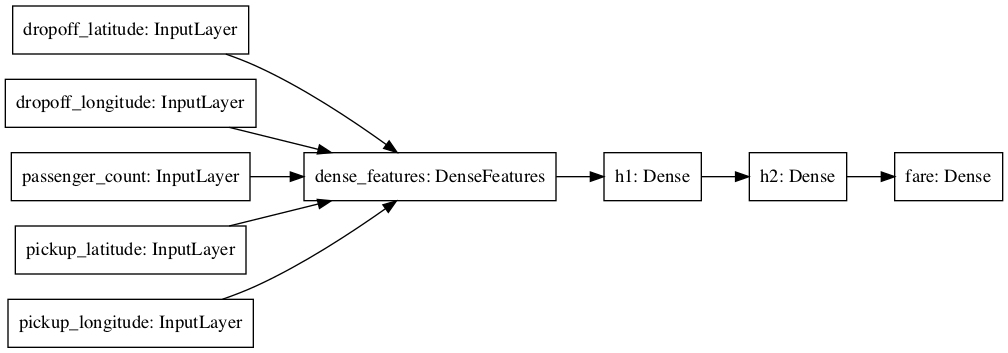 dropoff_latitude: InputLayer
dropoff_longitude: InputLayer
passenger_count: InputLayer
pickup_latitude: InputLayer
pickup_longitude: InputLayer
dense_features: DenseFeatures
h1: Dense
h2: Dense
fare: Dense